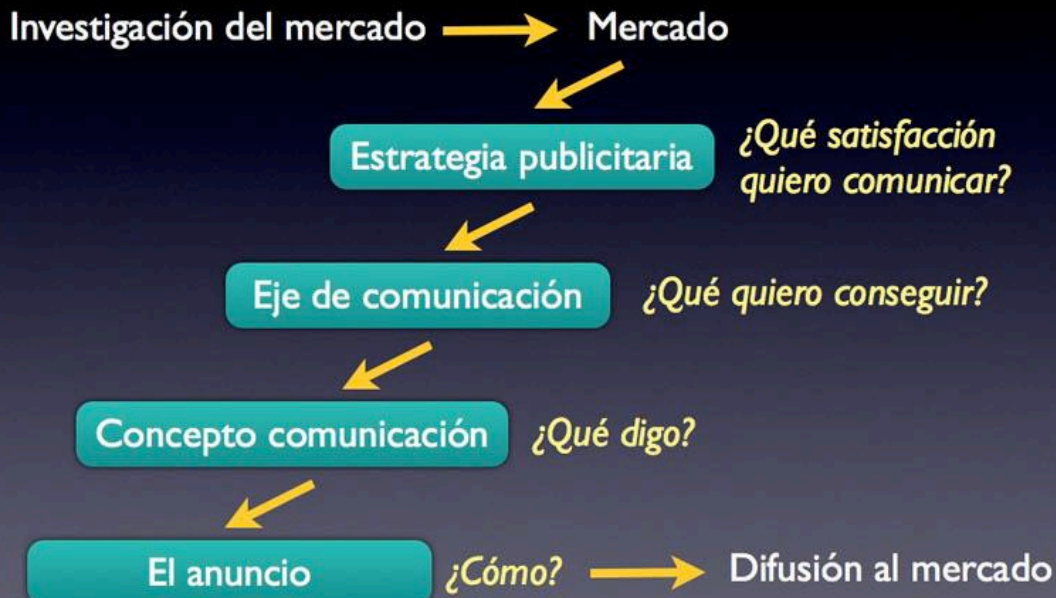 Investigación del mercado
Mercado
Estrategia publicitaria
¿Qué satisfacción
quiero comunicar?
Eje de comunicación
¿Qué quiero conseguir?
Concepto comunicación
¿Qué digo?
El anuncio
¿Cómo?
Difusión al mercado